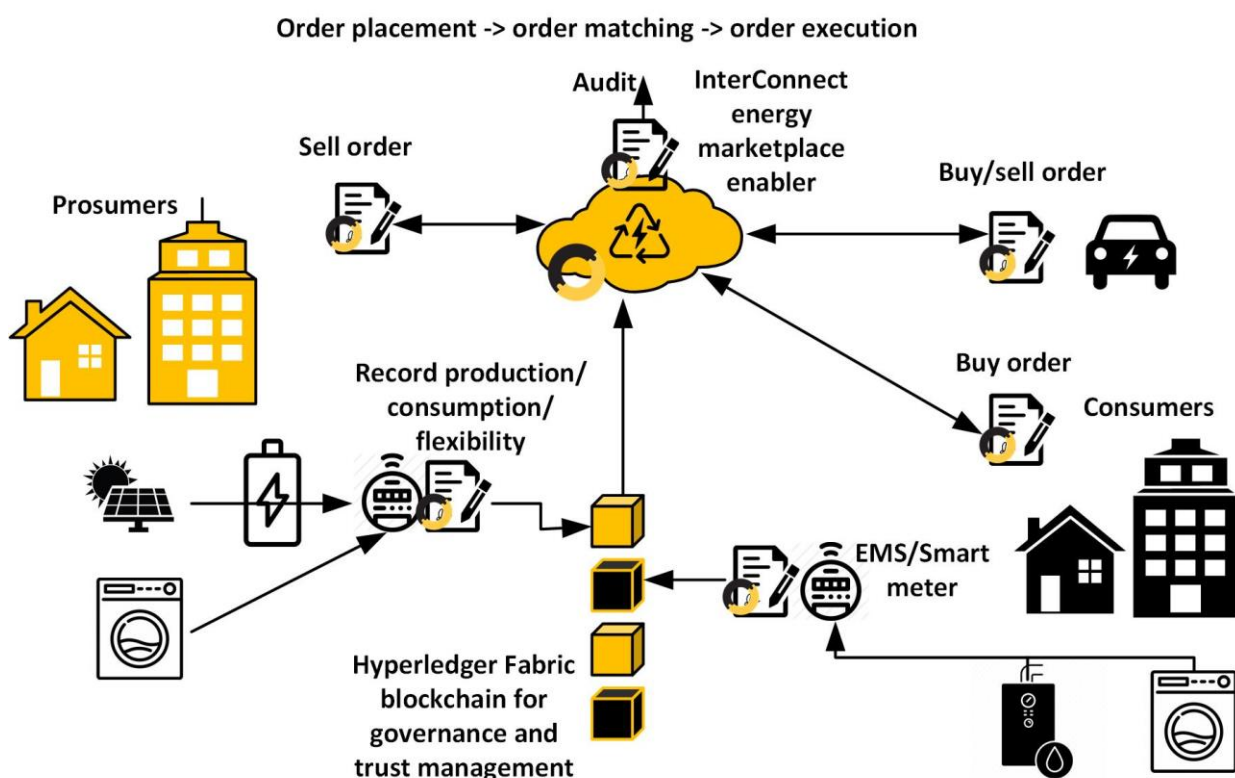 Order placement -> order matching -> order execution
Audit
InterConnect
energy
marketplace
enabler
Sell order
Buy/sell order
Prosumers
Buy order
Consumers
Record production/
consumption/
flexibility
EMS/Smart
meter
Hyperledger Fabric
blockchain for
governance and
trust management